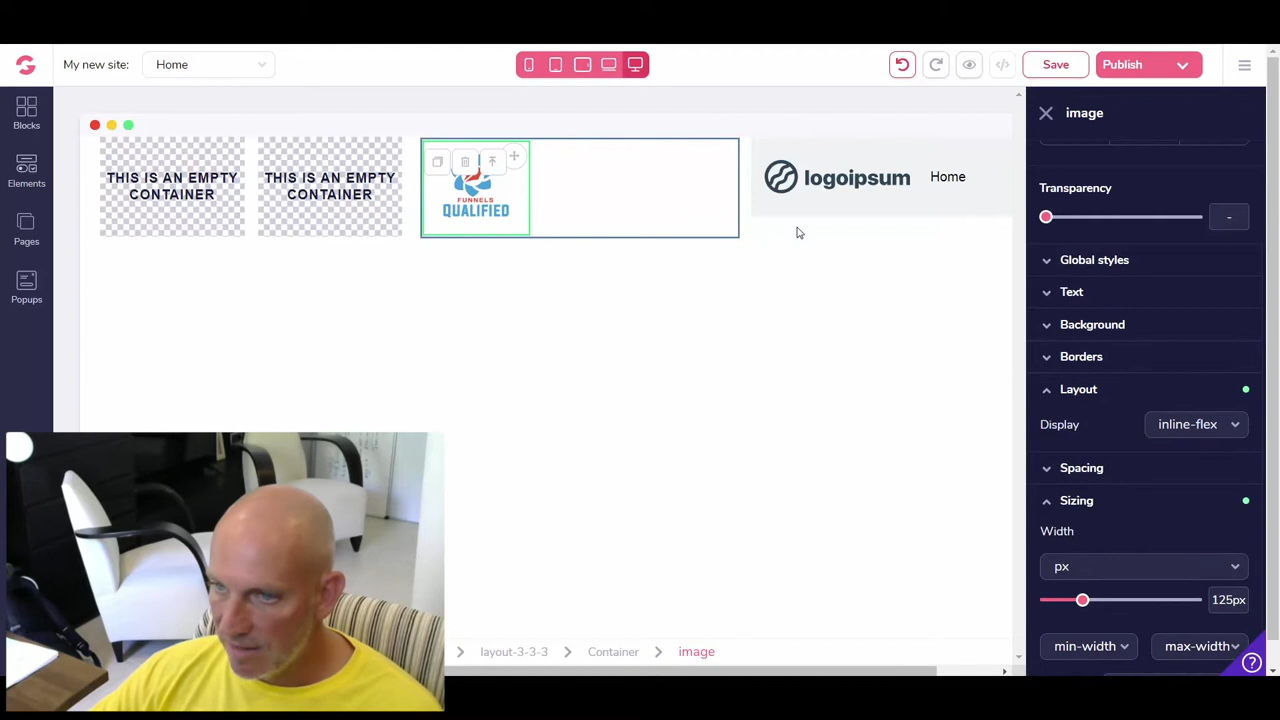 My new site:
Home
Save
Publish
Blocks
Elements
Pages
Popups
THIS IS AN EMPTY
CONTAINER
THIS IS AN EMPTY
CONTAINER
FUNNELS
QUALIFIED
logoipsum
Home
layout-3-3-3
Container
image
image
Transparency
-
Global styles
Text
Background
Borders
Layout
Display
inline-flex
Spacing
Sizing
Width
px
125px
min-width
max-width